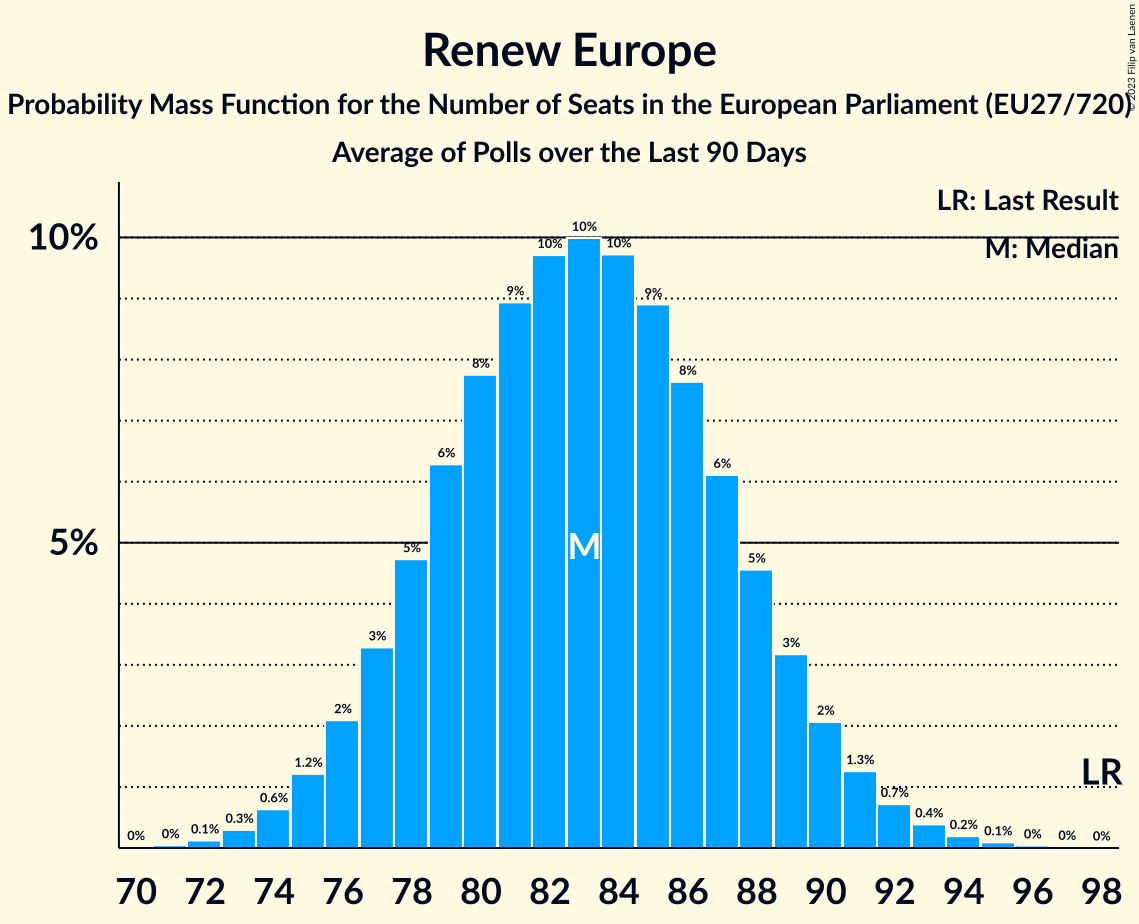 Renew Europe
Probability Mass Function for the Number of Seats in the European Parliament (EU27/720)
Average of Polls over the Last 90 Days
© 2023 Filip van Laenen
LR: Last Result
M: Median
10%
5%
0% 0% 0.1% 0.3% 0.6% 1.2% 2% 3% 5% 6% 8% 9% 10% 10% 10% 9% 8% 6% 5% 3% 2% 1.3% 0.7% 0.4% 0.2% 0.1% 0% 0% 0%
M
LR
70 72 74 76 78 80 82 84 86 88 90 92 94 96 98